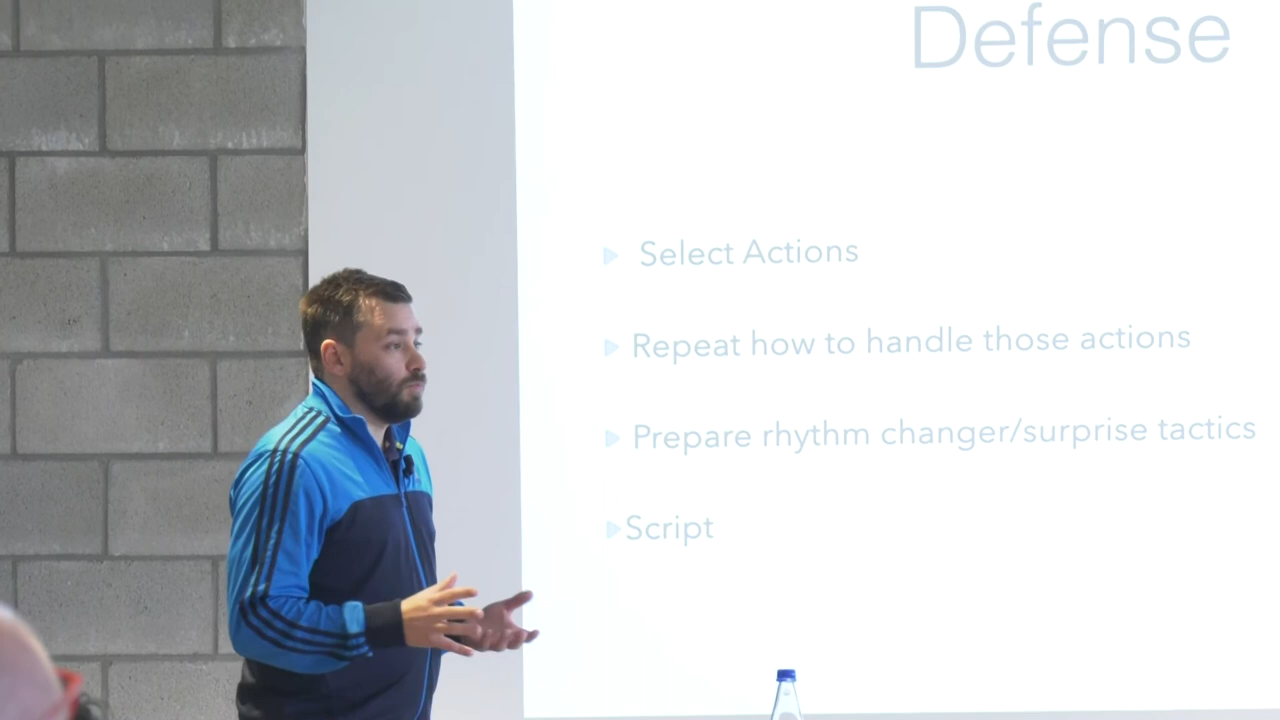 Defense
Select Actions
Repeat how to handle those actions
Prepare rhythm changer/surprise tactics
Script